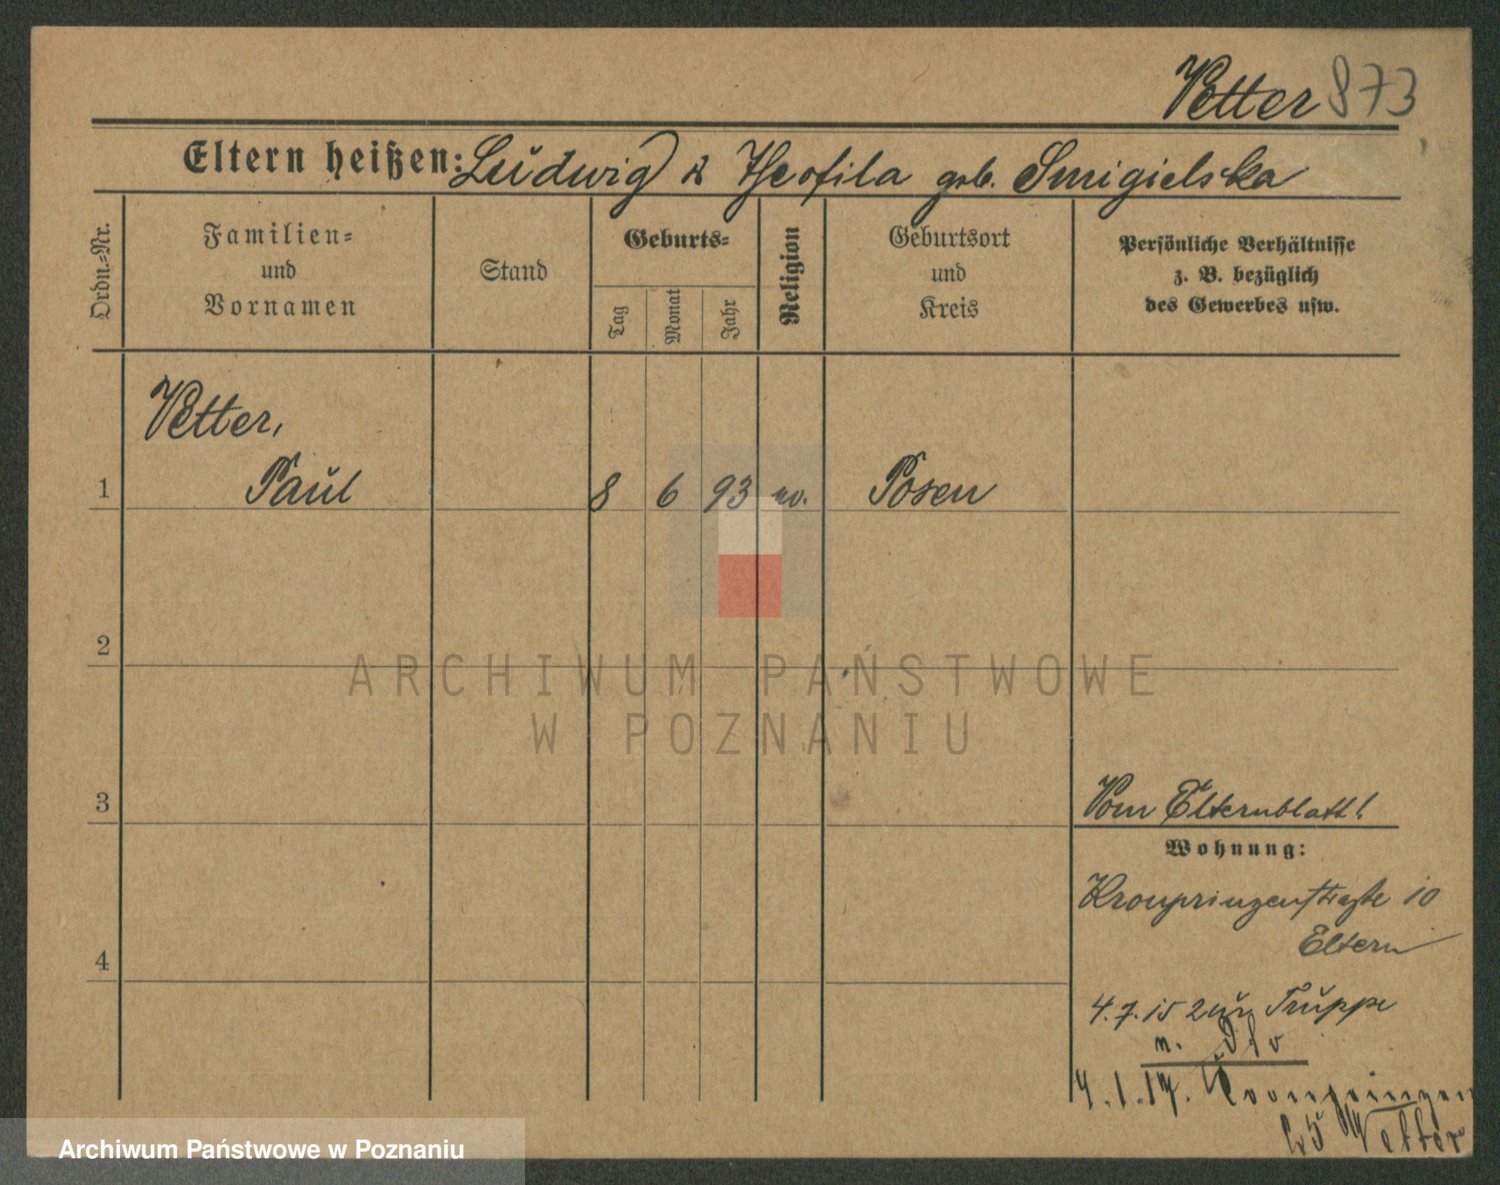 Vetter 873
Eltern heißen: Ludwig & Theofila geb. Smigielska
Ordn.-Nr.
Familien-
und
Vornamen
Stand
Geburts-
Tag
Monat
Jahr
Religion
Geburtsort
und
Kreis
Persönliche Verhältnisse
z. B. bezüglich
des Gewerbes usw.
Vetter,
1 Paul 8 6 93 Posen
2
3
Vom Elternblatt!
Wohnung:
Kronprinzenstraße 10
Eltern
4
4.7.15 zur Truppe
n.
4.1.17. Kronprinzen
Vetter
ARCHIWUM PAŃSTWOWE
W POZNANIU
Archiwum Państwowe w Poznaniu